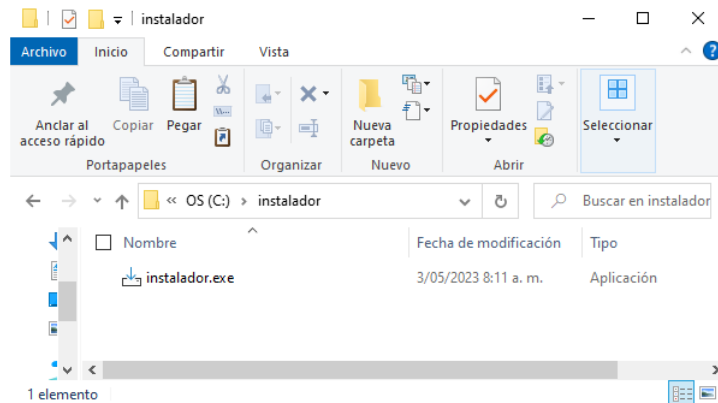 instalador
Archivo Inicio Compartir Vista
Anclar al acceso rápido Copiar Pegar Nueva carpeta Propiedades Seleccionar
Portapapeles Organizar Nuevo Abrir
« OS (C:) › instalador Buscar en instalador
Nombre Fecha de modificación Tipo
instalador.exe 3/05/2023 8:11 a. m. Aplicación
1 elemento